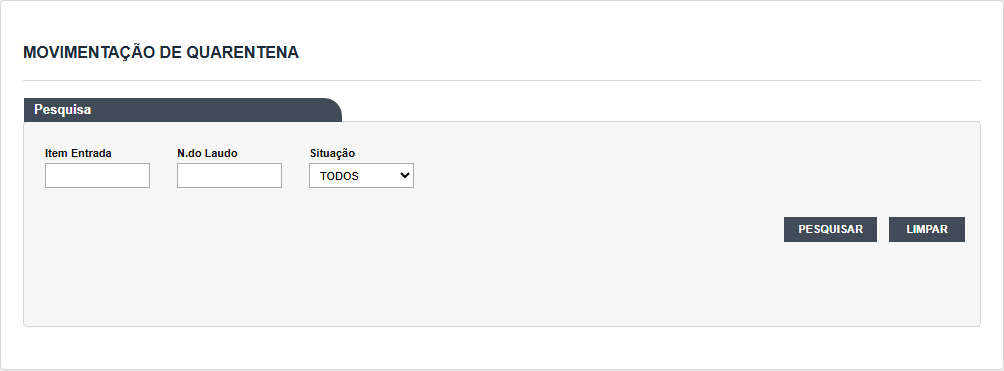 MOVIMENTAÇÃO DE QUARENTENA
Pesquisa
Item Entrada N.do Laudo Situação
TODOS
PESQUISAR LIMPAR